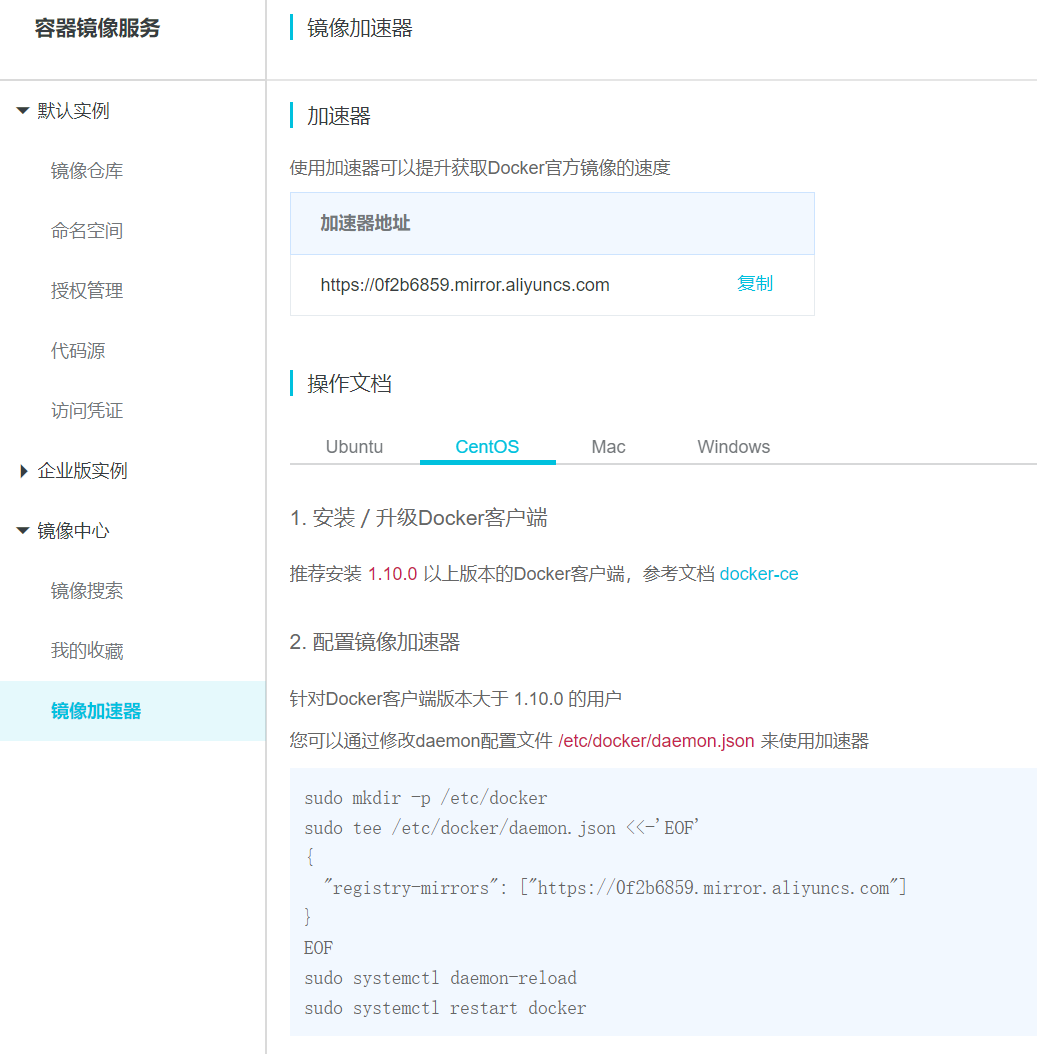 容器镜像服务
镜像加速器
默认实例
镜像仓库
命名空间
授权管理
代码源
访问凭证
企业版实例
镜像中心
镜像搜索
我的收藏
镜像加速器
加速器
使用加速器可以提升获取Docker官方镜像的速度
加速器地址
https://0f2b6859.mirror.aliyuncs.com 复制
操作文档
Ubuntu CentOS Mac Windows
1. 安装 / 升级Docker客户端
推荐安装 1.10.0 以上版本的Docker客户端，参考文档 docker-ce
2. 配置镜像加速器
针对Docker客户端版本大于 1.10.0 的用户
您可以通过修改daemon配置文件 /etc/docker/daemon.json 来使用加速器
sudo mkdir -p /etc/docker
sudo tee /etc/docker/daemon.json <<-'EOF'
{
  "registry-mirrors": ["https://0f2b6859.mirror.aliyuncs.com"]
}
EOF
sudo systemctl daemon-reload
sudo systemctl restart docker